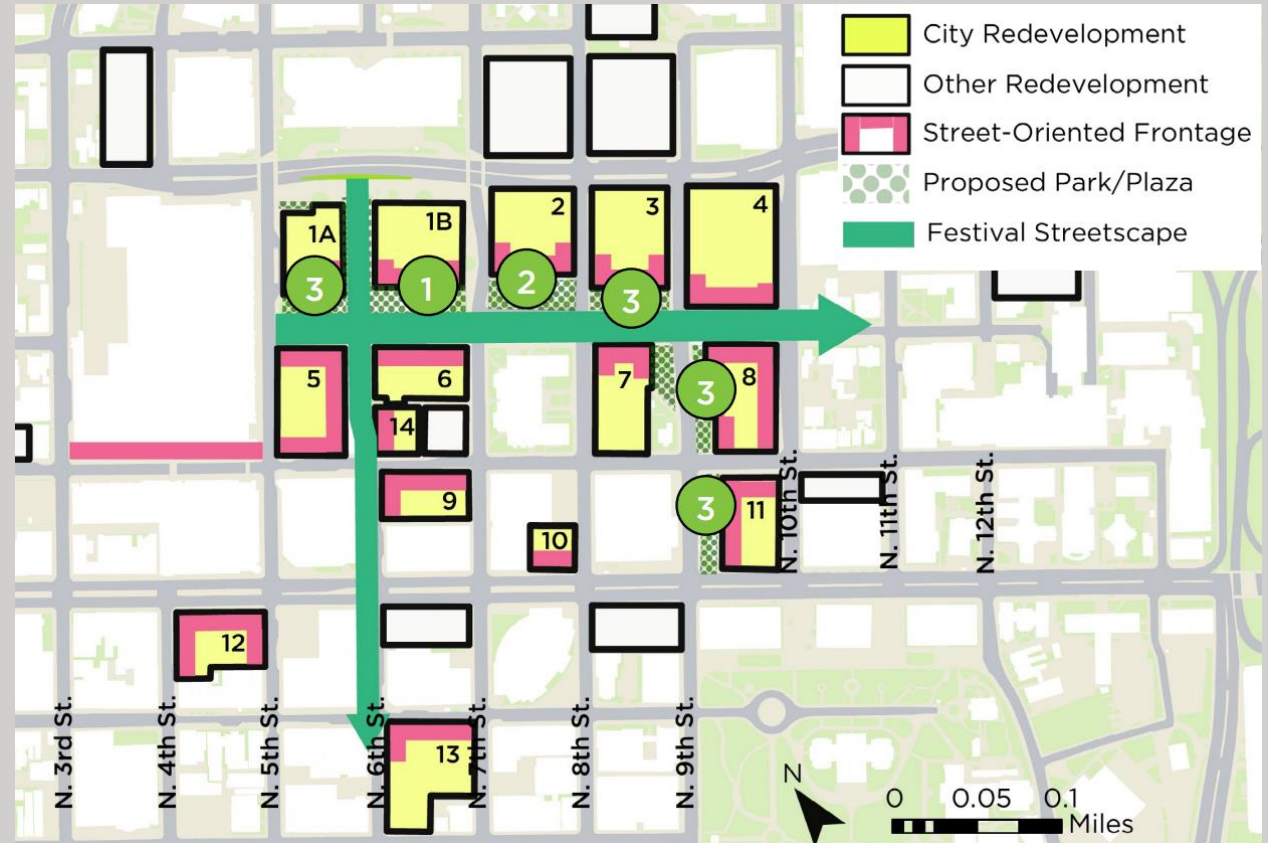 City Redevelopment
Other Redevelopment
Street-Oriented Frontage
Proposed Park/Plaza
Festival Streetscape
1A
1B
2
3
4
3
1
2
3
5
6
7
8
3
14
9
10
3
11
12
13
N. 3rd St.
N. 4th St.
N. 5th St.
N. 6th St.
N. 7th St.
N. 8th St.
N. 9th St.
N. 10th St.
N. 11th St.
N. 12th St.
N
0 0.05 0.1
Miles